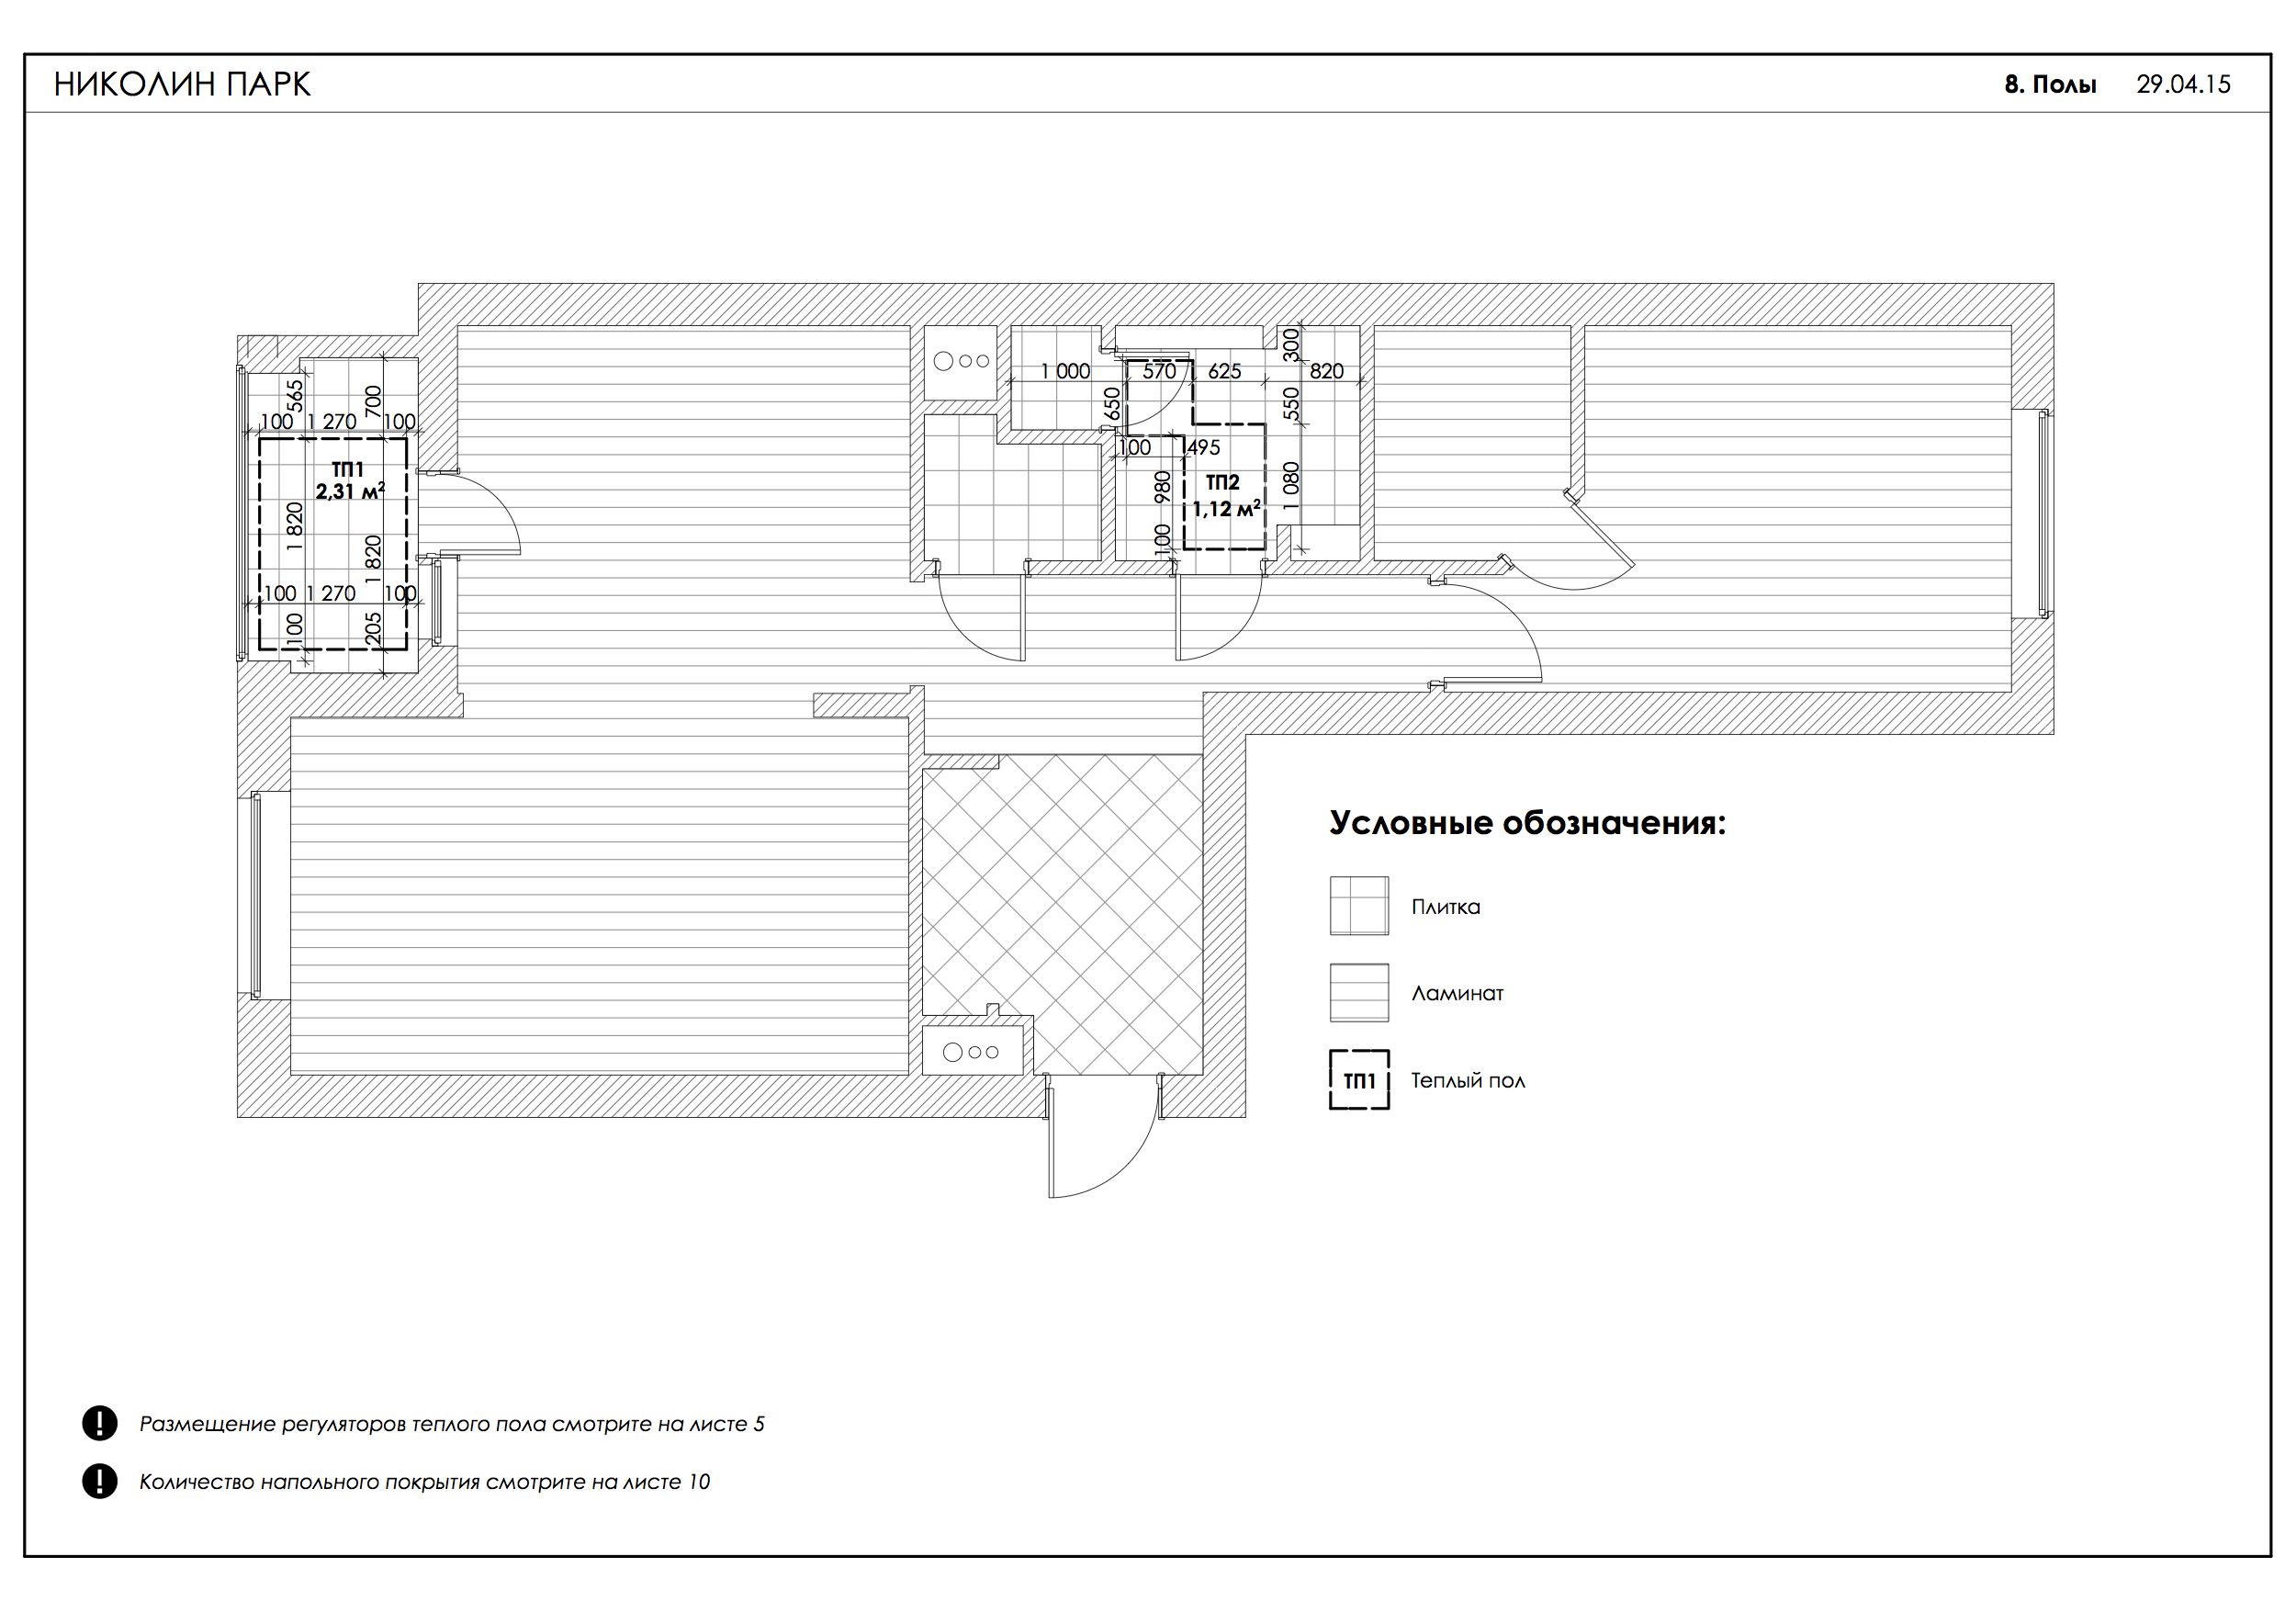 НИКОЛИН ПАРК
8. Полы 29.04.15
300
1 000 570 625 820
565
700
650
550
100 1 270 100
100 495
ТП1
2,31 м²
980
ТП2
1,12 м²
1 080
1 820
1 820
100
100 1 270 100
100
205
Условные обозначения:
Плитка
Ламинат
ТП1 Теплый пол
! Размещение регуляторов теплого пола смотрите на листе 5
! Количество напольного покрытия смотрите на листе 10